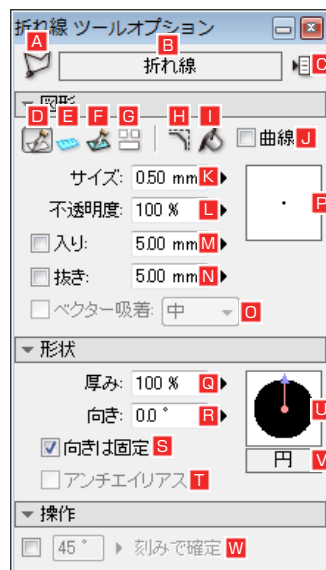 折れ線 ツールオプション
A
B
折れ線
C
図形
D E F G H I 曲線 J
サイズ: 0.50 mm K
P
不透明度: 100 % L
入り: 5.00 mm M
抜き: 5.00 mm N
ベクター吸着: 中 O
形状
厚み: 100 % Q
U
向き: 0.0 ° R
向きは固定 S
円 V
アンチエイリアス T
操作
45 ° 刻みで確定 W